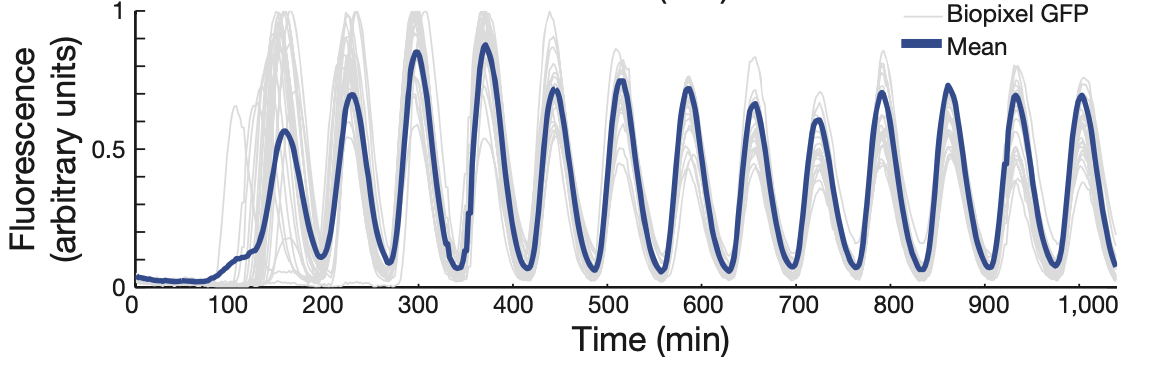 1
Biopixel GFP
Mean
Fluorescence
(arbitrary units)
0.5
0
0 100 200 300 400 500 600 700 800 900 1,000
Time (min)